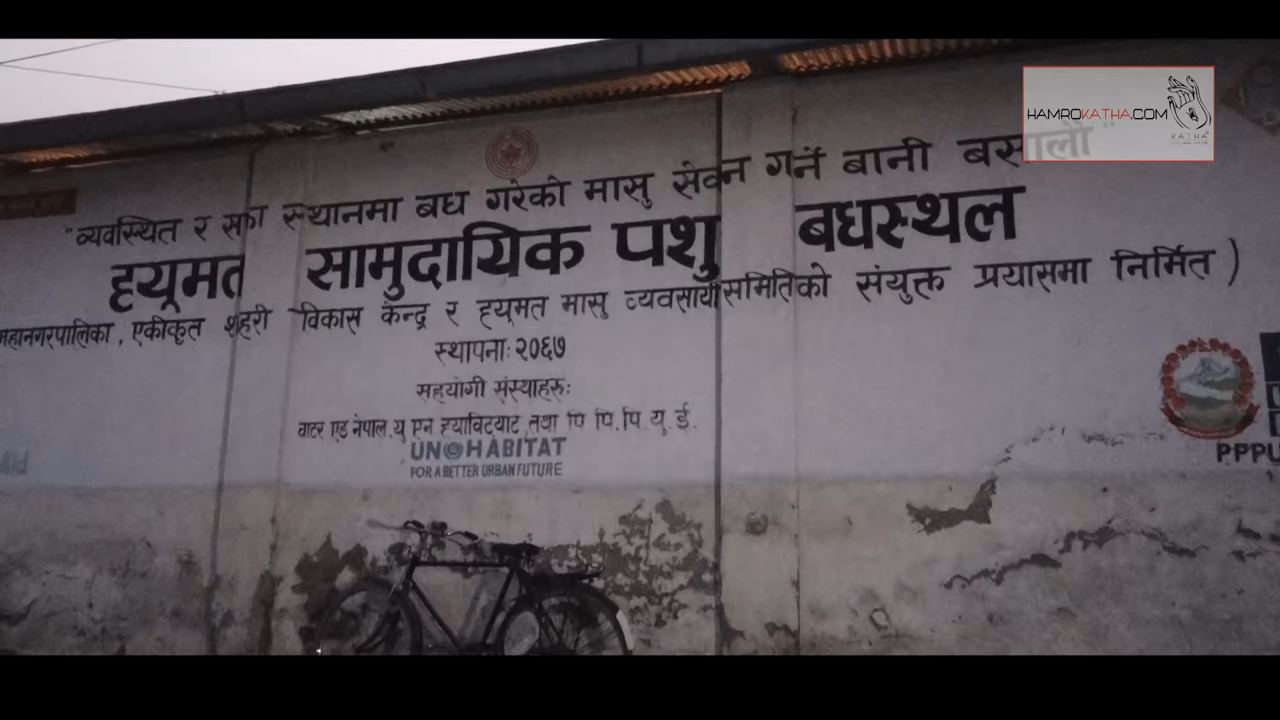 HAMROKATHA.COM
KATHA
"व्यवस्थित र सफा स्थानमा बध गरेको मासु सेवन गर्ने बानी बसालौं"
ह्यूमत सामुदायिक पशु बधस्थल
महानगरपालिका, एकीकृत शहरी विकास केन्द्र र ह्यूमत मासु व्यवसायी समितिको संयुक्त प्रयासमा निर्मित )
स्थापनाः २०६७
सहयोगी संस्थाहरुः
वाटर एड नेपाल, यु एन ह्याविट्याट तथा पि पि. पि यु. ई.
UN HABITAT
FOR A BETTER URBAN FUTURE
PPPU